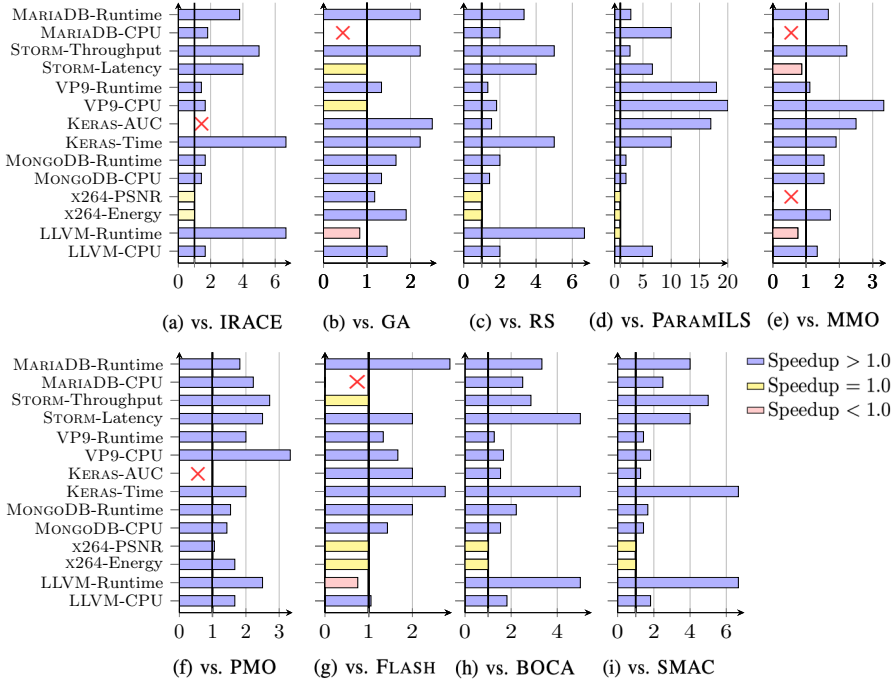 MARIADB-Runtime
MARIADB-CPU
STORM-Throughput
STORM-Latency
VP9-Runtime
VP9-CPU
KERAS-AUC
KERAS-Time
MONGODB-Runtime
MONGODB-CPU
X264-PSNR
X264-Energy
LLVM-Runtime
LLVM-CPU
0 2 4 6 0 1 2 0 2 4 6 0 5 10 15 20 0 1 2 3
(a) vs. IRACE (b) vs. GA (c) vs. RS (d) vs. PARAMILS (e) vs. MMO
MARIADB-Runtime
MARIADB-CPU
STORM-Throughput
STORM-Latency
VP9-Runtime
VP9-CPU
KERAS-AUC
KERAS-Time
MONGODB-Runtime
MONGODB-CPU
X264-PSNR
X264-Energy
LLVM-Runtime
LLVM-CPU
0 1 2 3 0 1 2 0 2 4 0 2 4 6
(f) vs. PMO (g) vs. FLASH (h) vs. BOCA (i) vs. SMAC
Speedup > 1.0
Speedup = 1.0
Speedup < 1.0